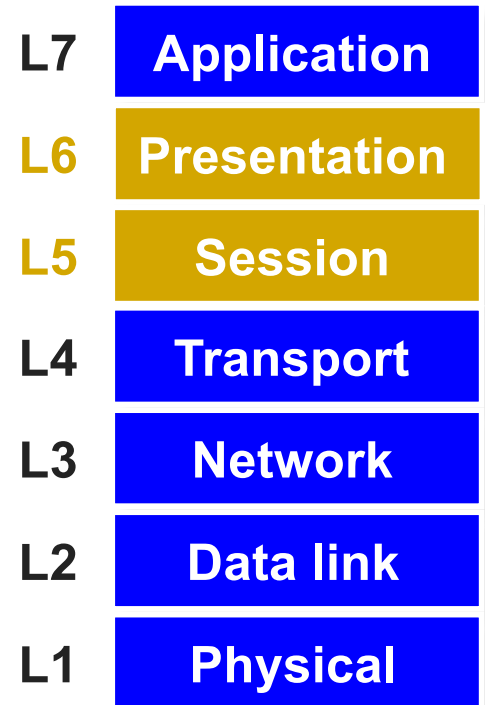 L7 Application
L6 Presentation
L5 Session
L4 Transport
L3 Network
L2 Data link
L1 Physical